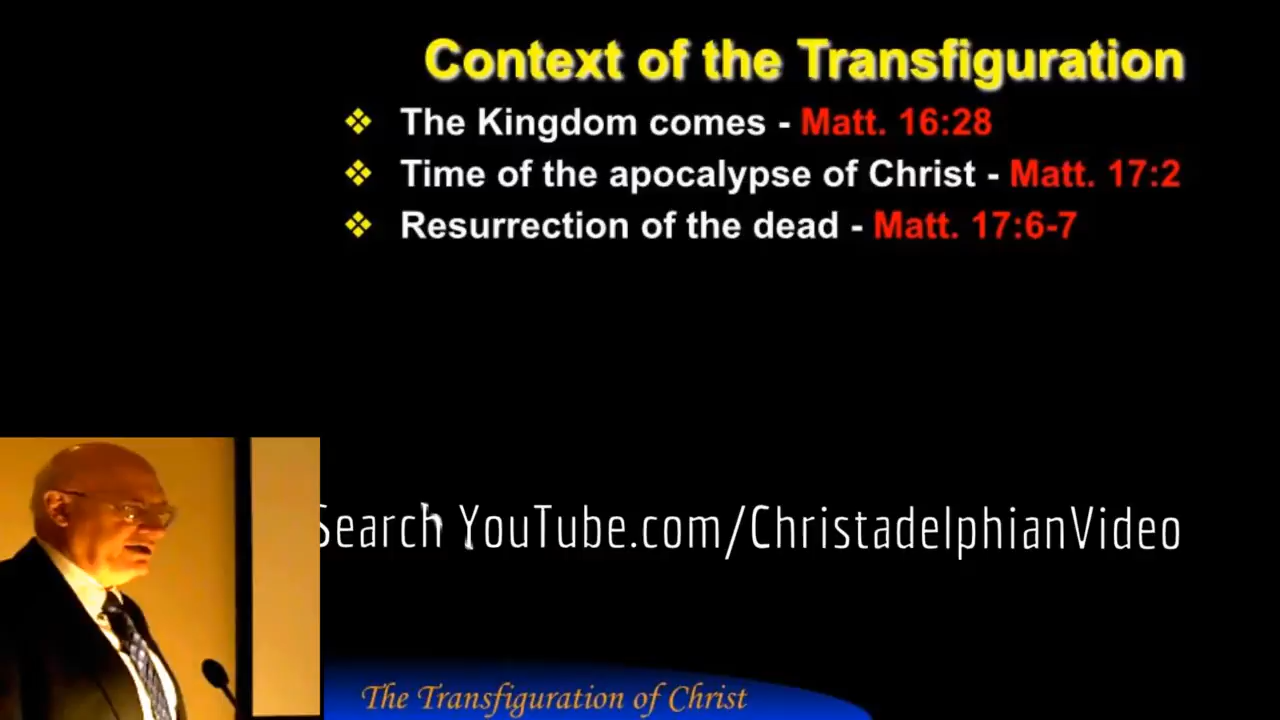 Context of the Transfiguration
The Kingdom comes - Matt. 16:28
Time of the apocalypse of Christ - Matt. 17:2
Resurrection of the dead - Matt. 17:6-7
Search YouTube.com/ChristadelphianVideo
The Transfiguration of Christ